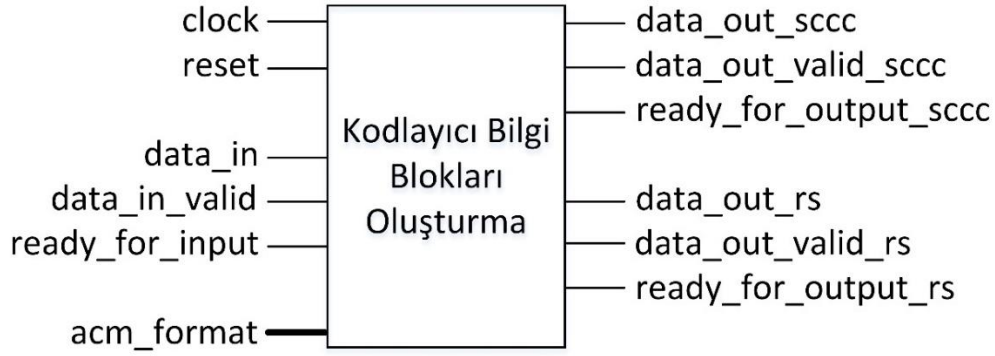 clock
reset
data_in
data_in_valid
ready_for_input
acm_format
Kodlayıcı Bilgi
Blokları
Oluşturma
data_out_sccc
data_out_valid_sccc
ready_for_output_sccc
data_out_rs
data_out_valid_rs
ready_for_output_rs